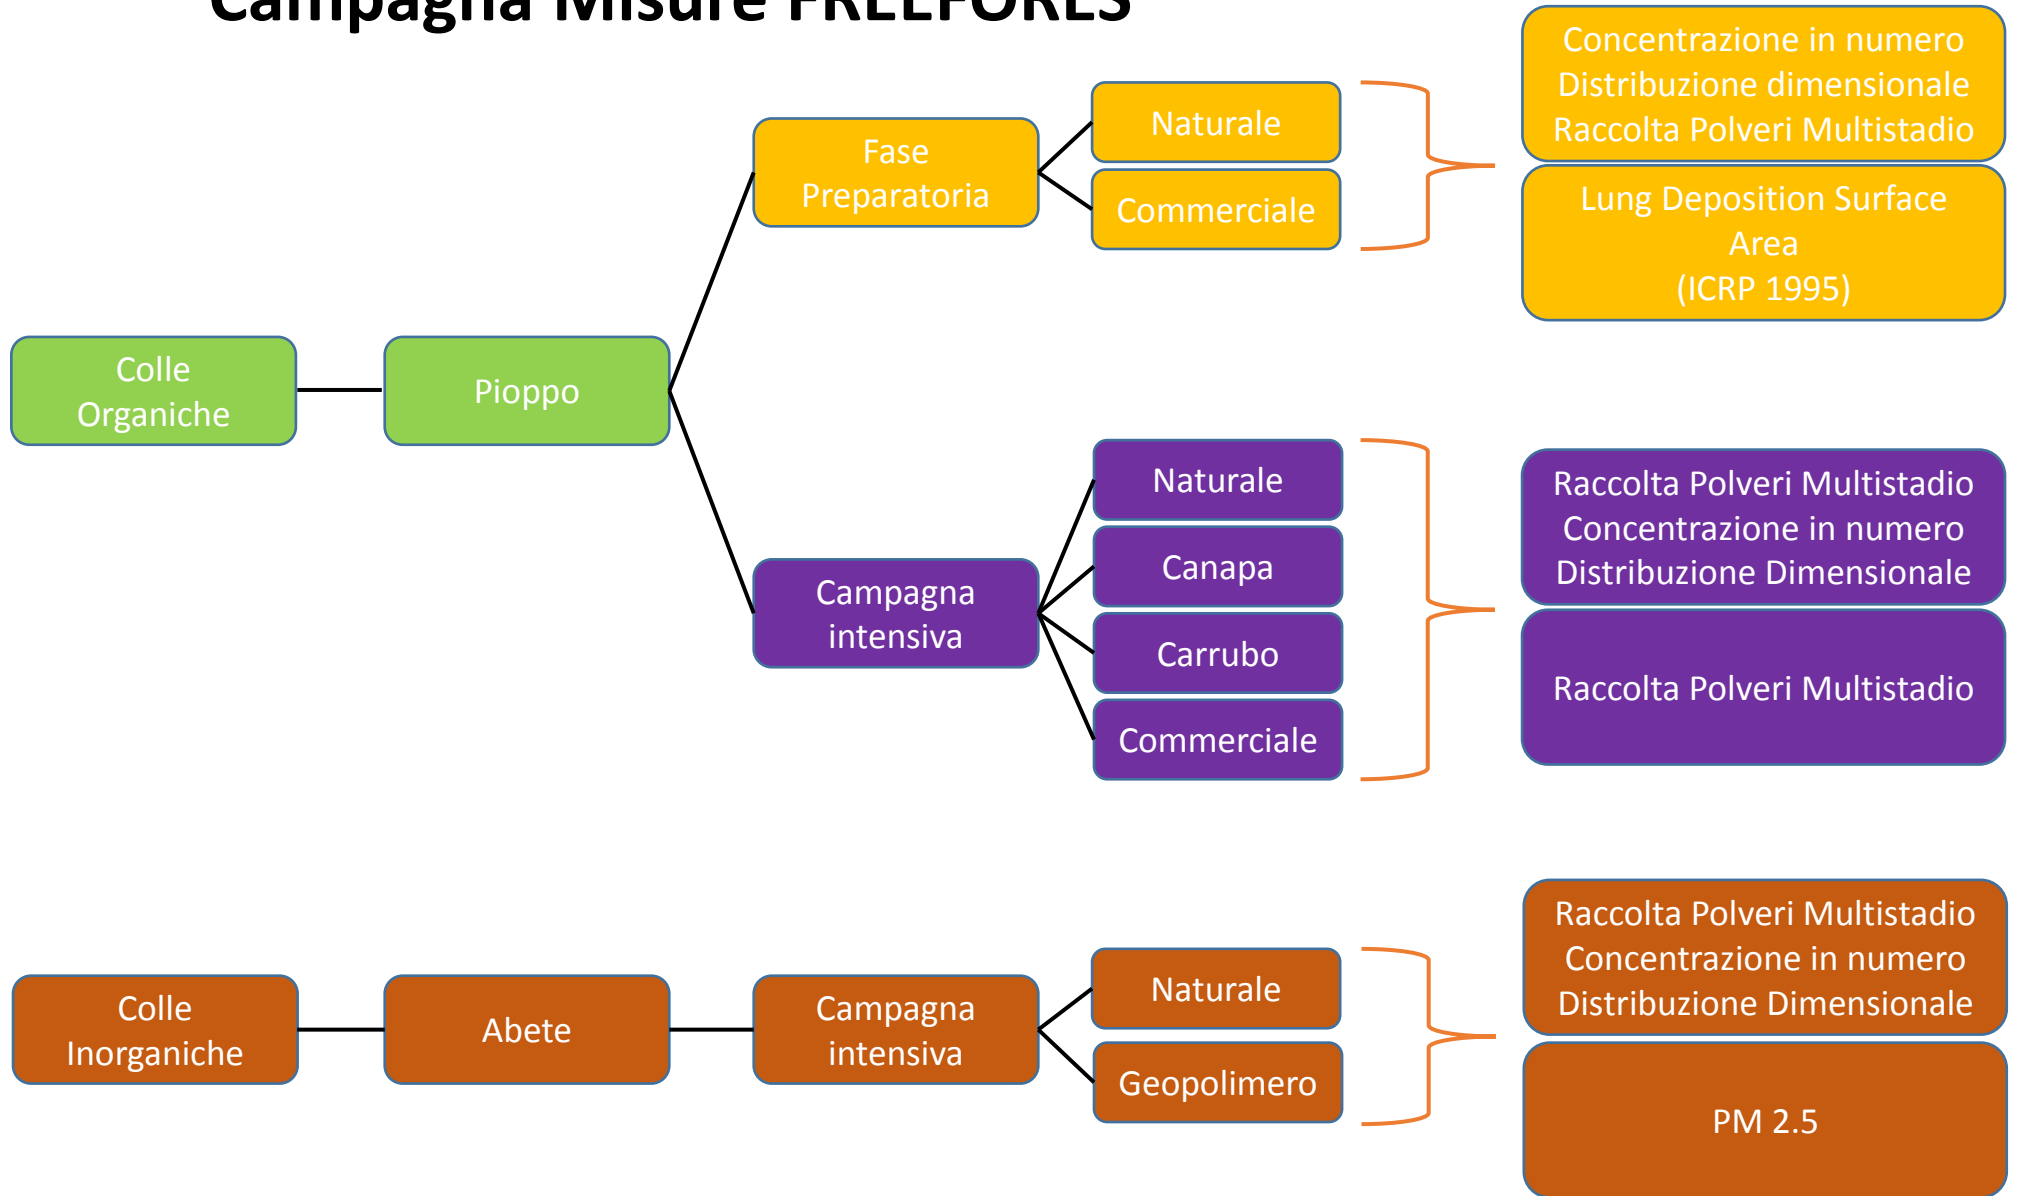 Campagna Misure FREEFORES
Concentrazione in numero
Distribuzione dimensionale
Raccolta Polveri Multistadio
Lung Deposition Surface
Area
(ICRP 1995)
Fase
Preparatoria
Naturale
Commerciale
Colle
Organiche
Pioppo
Campagna
intensiva
Naturale
Canapa
Carrubo
Commerciale
Raccolta Polveri Multistadio
Concentrazione in numero
Distribuzione Dimensionale
Raccolta Polveri Multistadio
Colle
Inorganiche
Abete
Campagna
intensiva
Naturale
Geopolimero
Raccolta Polveri Multistadio
Concentrazione in numero
Distribuzione Dimensionale
PM 2.5